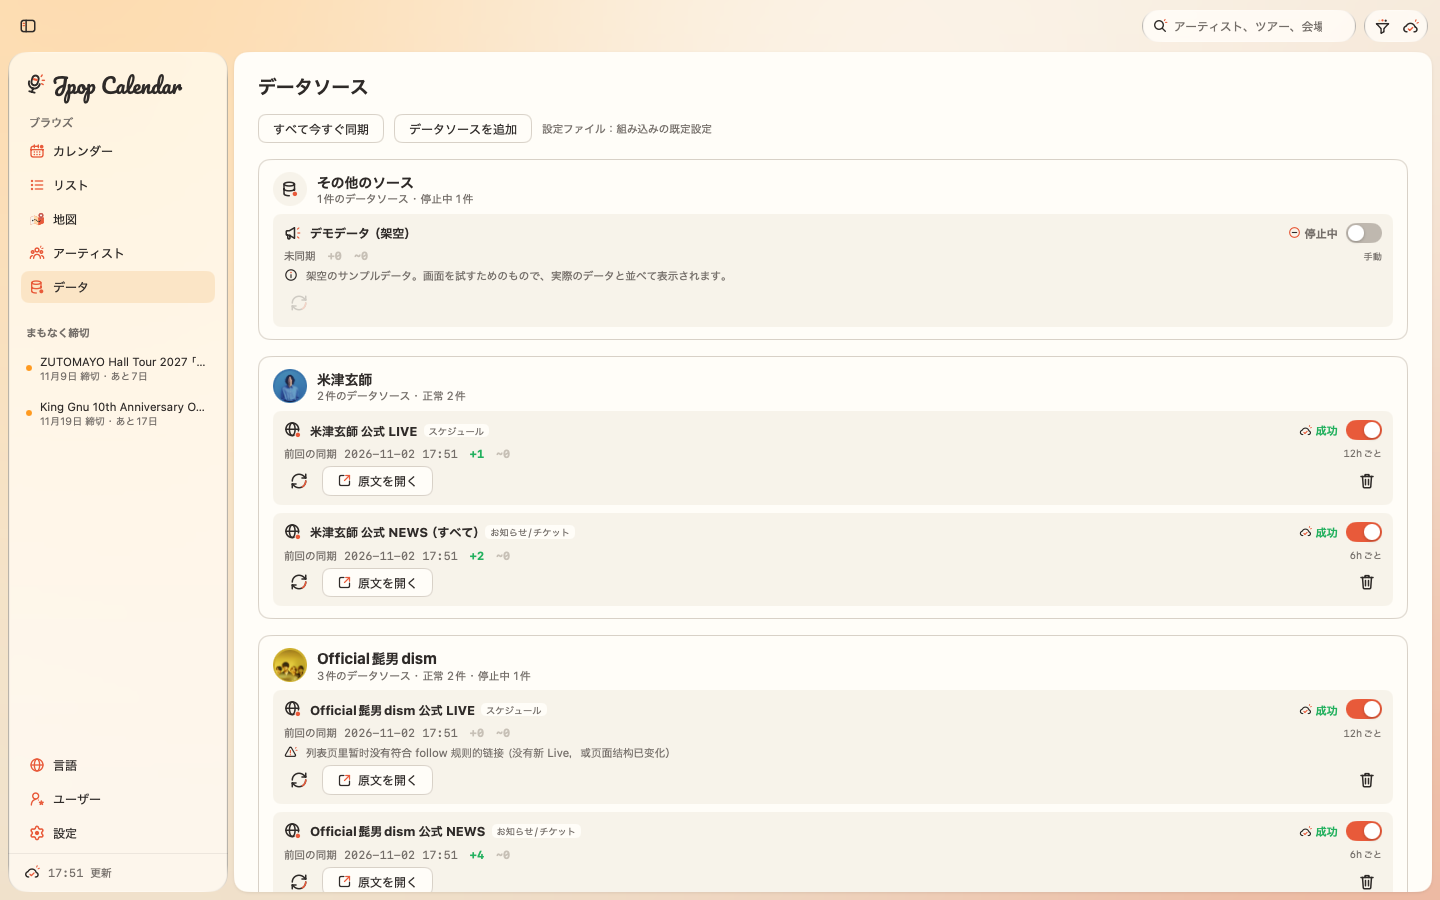 アーティスト、ツアー、会場
Jpop Calendar
ブラウズ
カレンダー
リスト
地図
アーティスト
データ
まもなく締切
ZUTOMAYO Hall Tour 2027「...
11月9日 締切・あと7日
King Gnu 10th Anniversary O...
11月19日 締切・あと17日
言語
ユーザー
設定
17:51 更新
データソース
すべて今すぐ同期
データソースを追加
設定ファイル：組み込みの既定設定
その他のソース
1件のデータソース・停止中 1件
デモデータ（架空）
停止中
未同期 +0 ~0
手動
架空のサンプルデータ。画面を試すためのもので、実際のデータと並べて表示されます。
米津玄師
2件のデータソース・正常 2件
米津玄師 公式 LIVE スケジュール
成功
前回の同期 2026-11-02 17:51 +1 ~0
12hごと
原文を開く
米津玄師 公式 NEWS（すべて） お知らせ/チケット
成功
前回の同期 2026-11-02 17:51 +2 ~0
6hごと
原文を開く
Official髭男dism
3件のデータソース・正常 2件・停止中 1件
Official髭男dism 公式 LIVE スケジュール
成功
前回の同期 2026-11-02 17:51 +0 ~0
12hごと
列表页里暂时没有符合 follow 规则的链接（没有新 Live，或页面结构已变化）
原文を開く
Official髭男dism 公式 NEWS お知らせ/チケット
成功
前回の同期 2026-11-02 17:51 +4 ~0
6hごと
原文を開く